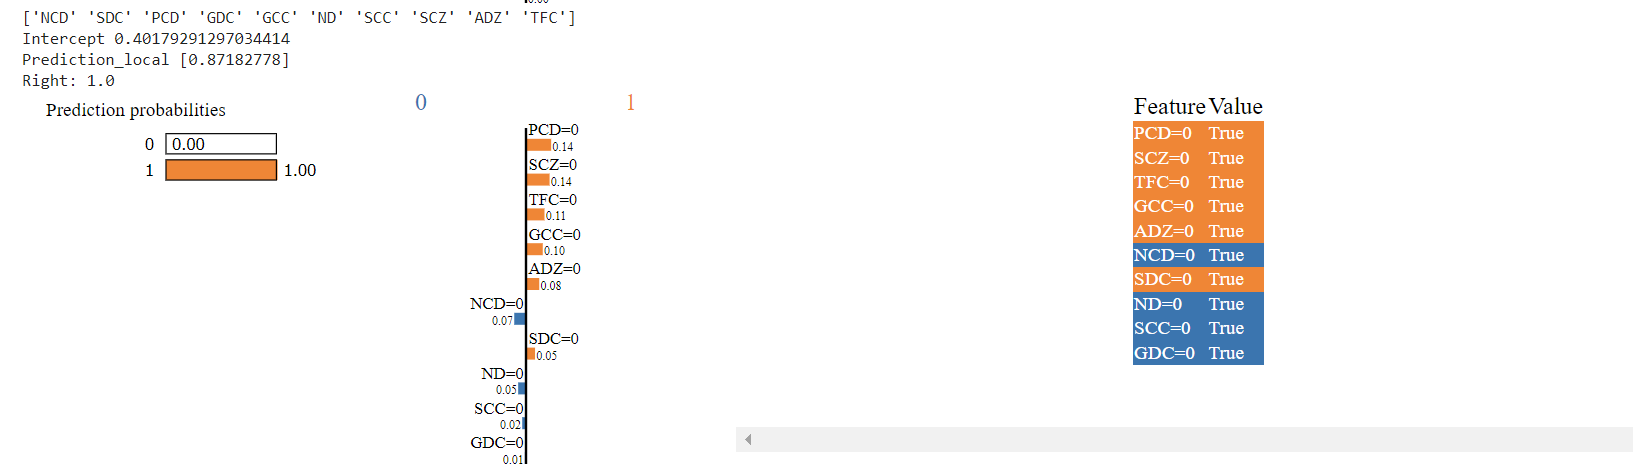 ['NCD' 'SDC' 'PCD' 'GDC' 'GCC' 'ND' 'SCC' 'SCZ' 'ADZ' 'TFC']
Intercept 0.40179291297034414
Prediction_local [0.87182778]
Right: 1.0
Prediction probabilities
0 0.00
1 1.00
0 1
PCD=0
0.14
SCZ=0
0.14
TFC=0
0.11
GCC=0
0.10
ADZ=0
0.08
NCD=0
0.07
SDC=0
0.05
ND=0
0.05
SCC=0
0.02
GDC=0
0.01
Feature Value
PCD=0 True
SCZ=0 True
TFC=0 True
GCC=0 True
ADZ=0 True
NCD=0 True
SDC=0 True
ND=0 True
SCC=0 True
GDC=0 True